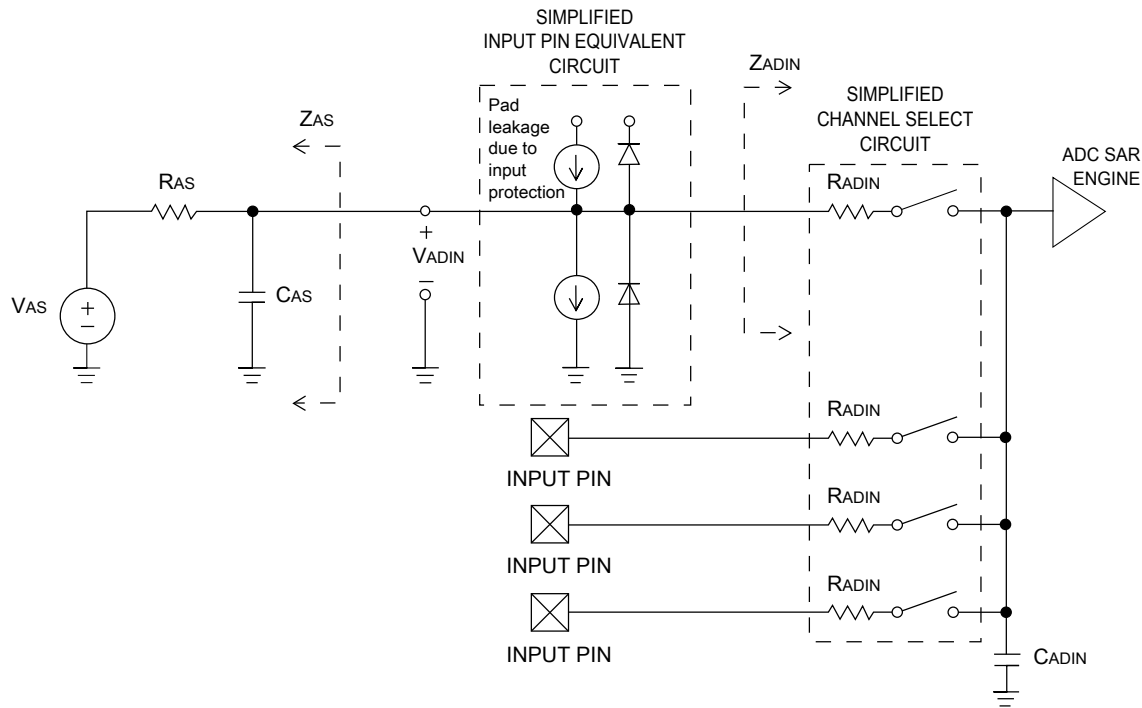 SIMPLIFIED
INPUT PIN EQUIVALENT
CIRCUIT
ZADIN
SIMPLIFIED
CHANNEL SELECT
CIRCUIT
Pad
leakage
due to
input
protection
ZAS
RAS
RADIN
ADC SAR
ENGINE
+
VADIN
−
VAS
+
−
CAS
RADIN
INPUT PIN
RADIN
INPUT PIN
RADIN
INPUT PIN
CADIN